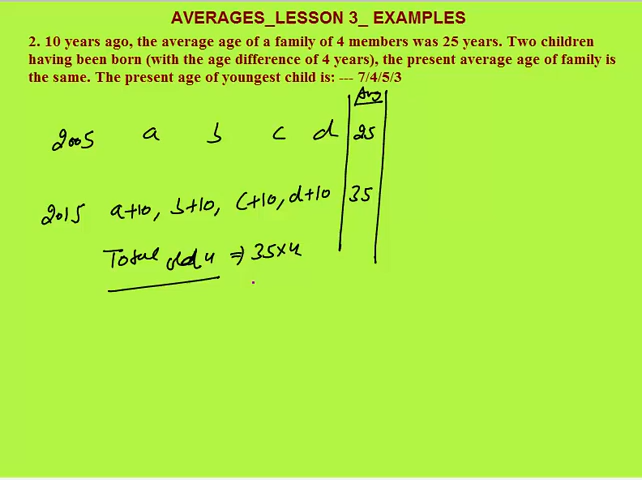 AVERAGES_LESSON 3_ EXAMPLES
2. 10 years ago, the average age of a family of 4 members was 25 years. Two children
having been born (with the age difference of 4 years), the present average age of family is
the same. The present age of youngest child is: --- 7/4/5/3
Avg
2005 a b c d 25
2015 a+10, b+10, c+10, d+10 35
Total old 4 ⇒ 35×4